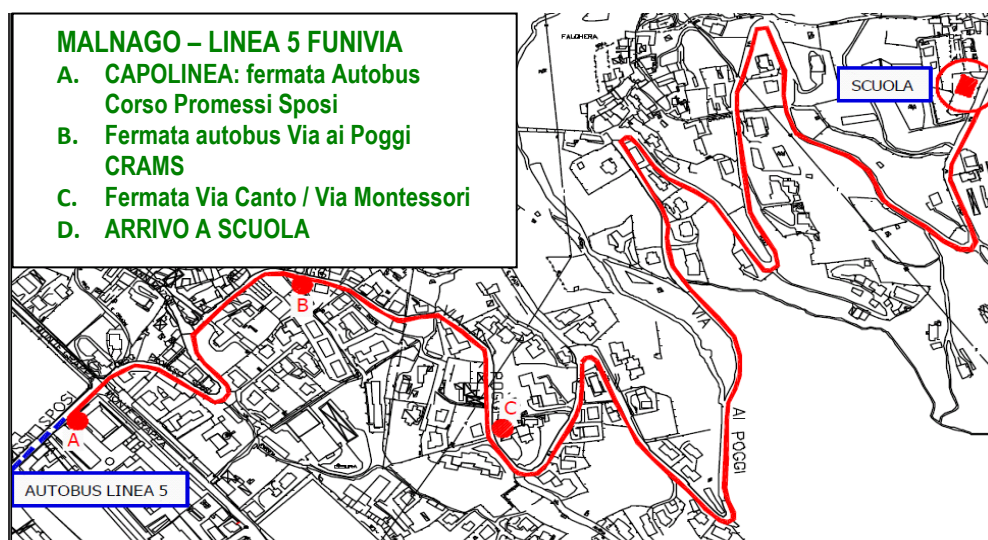 MALNAGO – LINEA 5 FUNIVIA
A. CAPOLINEA: fermata Autobus
Corso Promessi Sposi
B. Fermata autobus Via ai Poggi
CRAMS
C. Fermata Via Canto / Via Montessori
D. ARRIVO A SCUOLA
FALGHERA
SCUOLA
B
VIA
C
A
AI POGGI
AUTOBUS LINEA 5